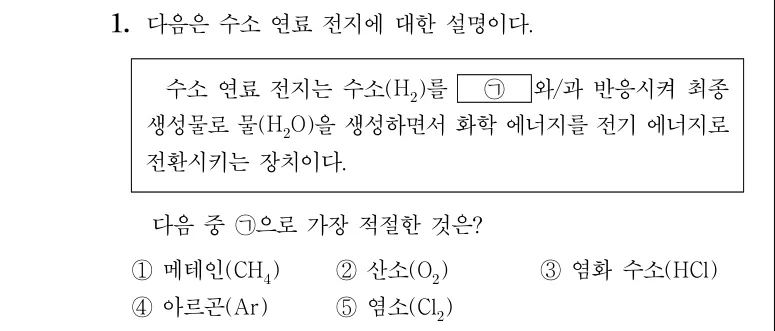 1. 다음은 수소 연료 전지에 대한 설명이다.
수소 연료 전지는 수소(H₂)를 ㉠ 와/과 반응시켜 최종
생성물로 물(H₂O)을 생성하면서 화학 에너지를 전기 에너지로
전환시키는 장치이다.
다음 중 ㉠으로 가장 적절한 것은?
① 메테인(CH₄) ② 산소(O₂) ③ 염화 수소(HCl)
④ 아르곤(Ar) ⑤ 염소(Cl₂)